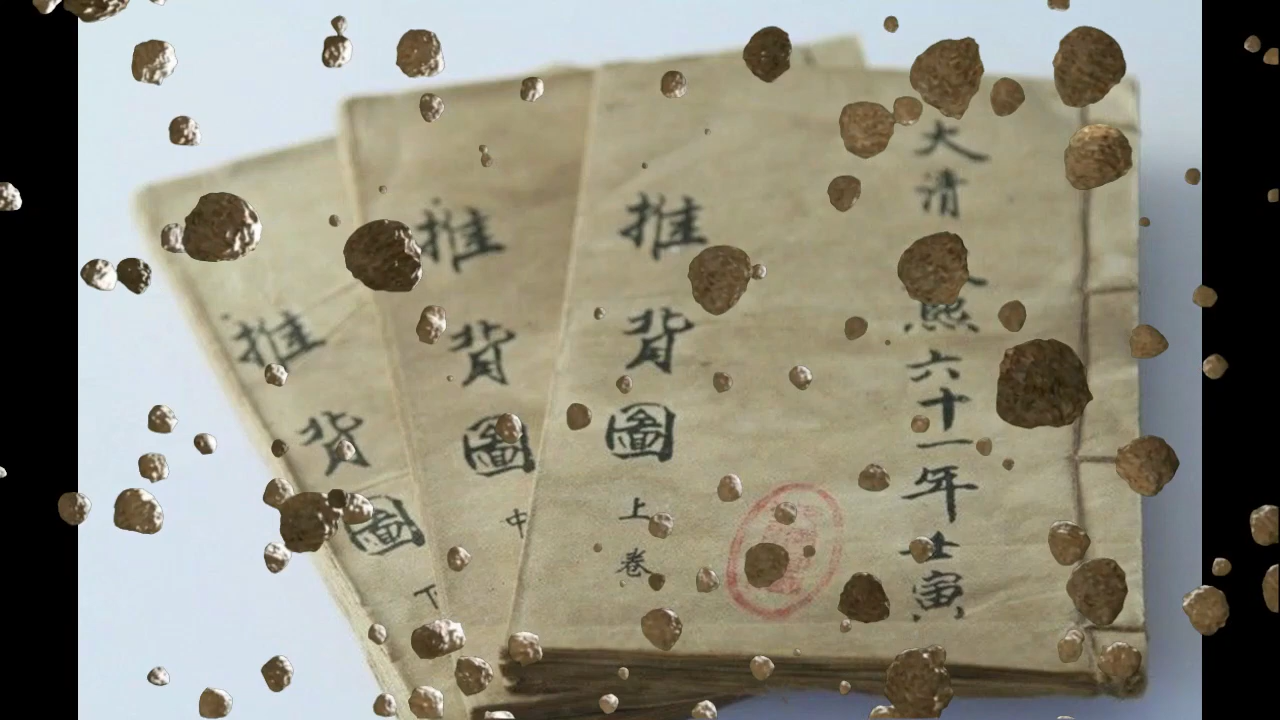 大清熙六十一年壬寅
推背圖
上卷
推背圖
中
推背圖
下